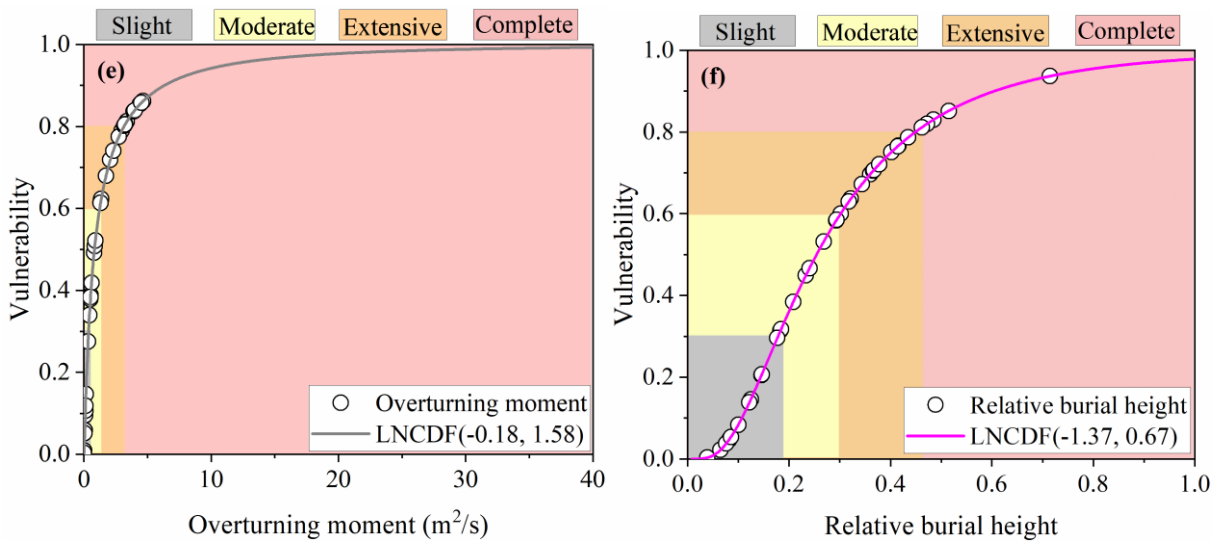 Slight Moderate Extensive Complete
(e)
1.0
0.8
0.6
0.4
0.2
0.0
Vulnerability
Overturning moment
LNCDF(-0.18, 1.58)
0 10 20 30 40
Overturning moment (m²/s)
Slight Moderate Extensive Complete
(f)
1.0
0.8
0.6
0.4
0.2
0.0
Vulnerability
Relative burial height
LNCDF(-1.37, 0.67)
0.0 0.2 0.4 0.6 0.8 1.0
Relative burial height